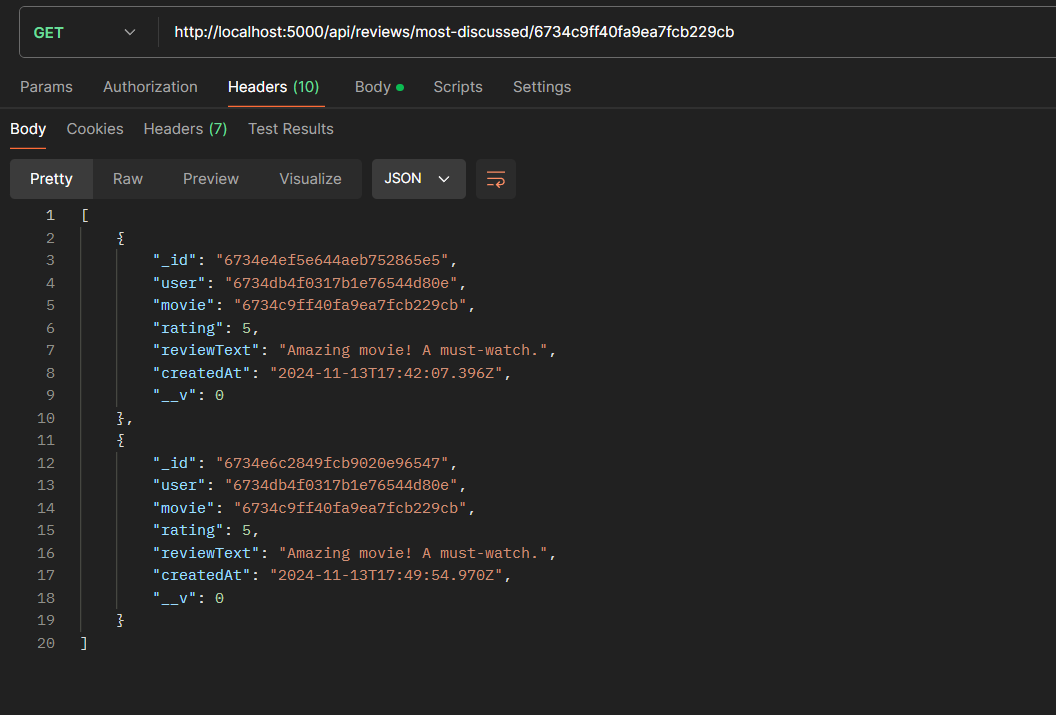 GET http://localhost:5000/api/reviews/most-discussed/6734c9ff40fa9ea7fcb229cb
Params Authorization Headers (10) Body Scripts Settings
Body Cookies Headers (7) Test Results
Pretty Raw Preview Visualize JSON
1 [
2 {
3 "_id": "6734e4ef5e644aeb752865e5",
4 "user": "6734db4f0317b1e76544d80e",
5 "movie": "6734c9ff40fa9ea7fcb229cb",
6 "rating": 5,
7 "reviewText": "Amazing movie! A must-watch.",
8 "createdAt": "2024-11-13T17:42:07.396Z",
9 "__v": 0
10 },
11 {
12 "_id": "6734e6c2849fcb9020e96547",
13 "user": "6734db4f0317b1e76544d80e",
14 "movie": "6734c9ff40fa9ea7fcb229cb",
15 "rating": 5,
16 "reviewText": "Amazing movie! A must-watch.",
17 "createdAt": "2024-11-13T17:49:54.970Z",
18 "__v": 0
19 }
20 ]